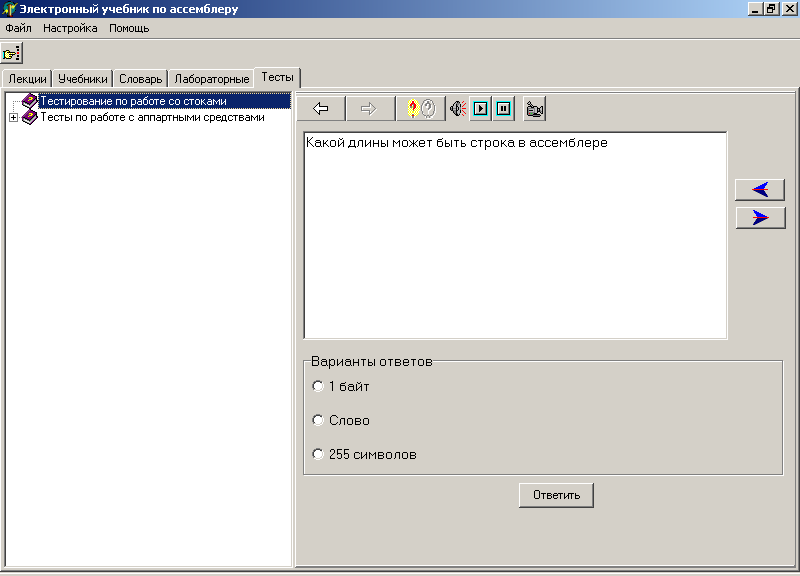 Электронный учебник по ассемблеру
Файл Настройка Помощь
Лекции Учебники Словарь Лабораторные Тесты
Тестирование по работе со стоками
Тесты по работе с аппартными средствами
Какой длины может быть строка в ассемблере
Варианты ответов
1 байт
Слово
255 символов
Ответить